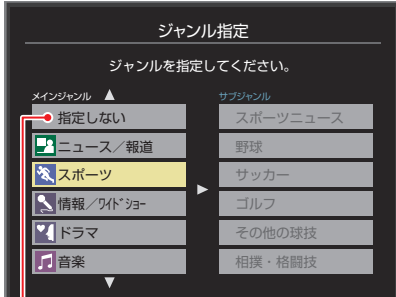 ジャンル指定
ジャンルを指定してください。
メインジャンル
サブジャンル
指定しない
スポーツニュース
ニュース／報道
野球
スポーツ
サッカー
情報／ﾜｲﾄﾞｼｮｰ
ゴルフ
ドラマ
その他の球技
音楽
相撲・格闘技